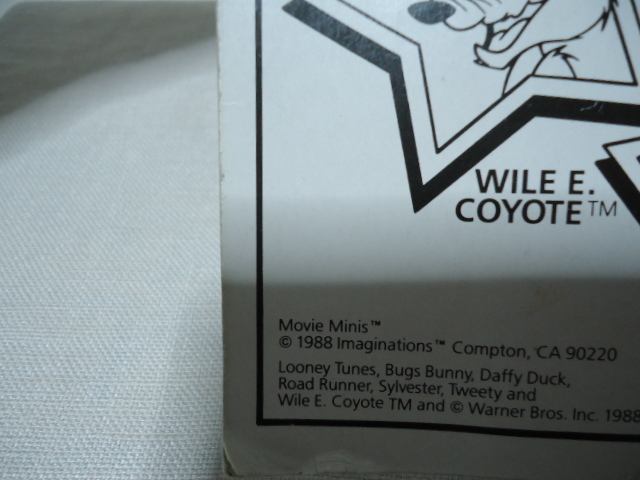 WILE E.
COYOTE™
Movie Minis™
© 1988 Imaginations™ Compton, CA 90220
Looney Tunes, Bugs Bunny, Daffy Duck,
Road Runner, Sylvester, Tweety and
Wile E. Coyote TM and © Warner Bros. Inc. 1988